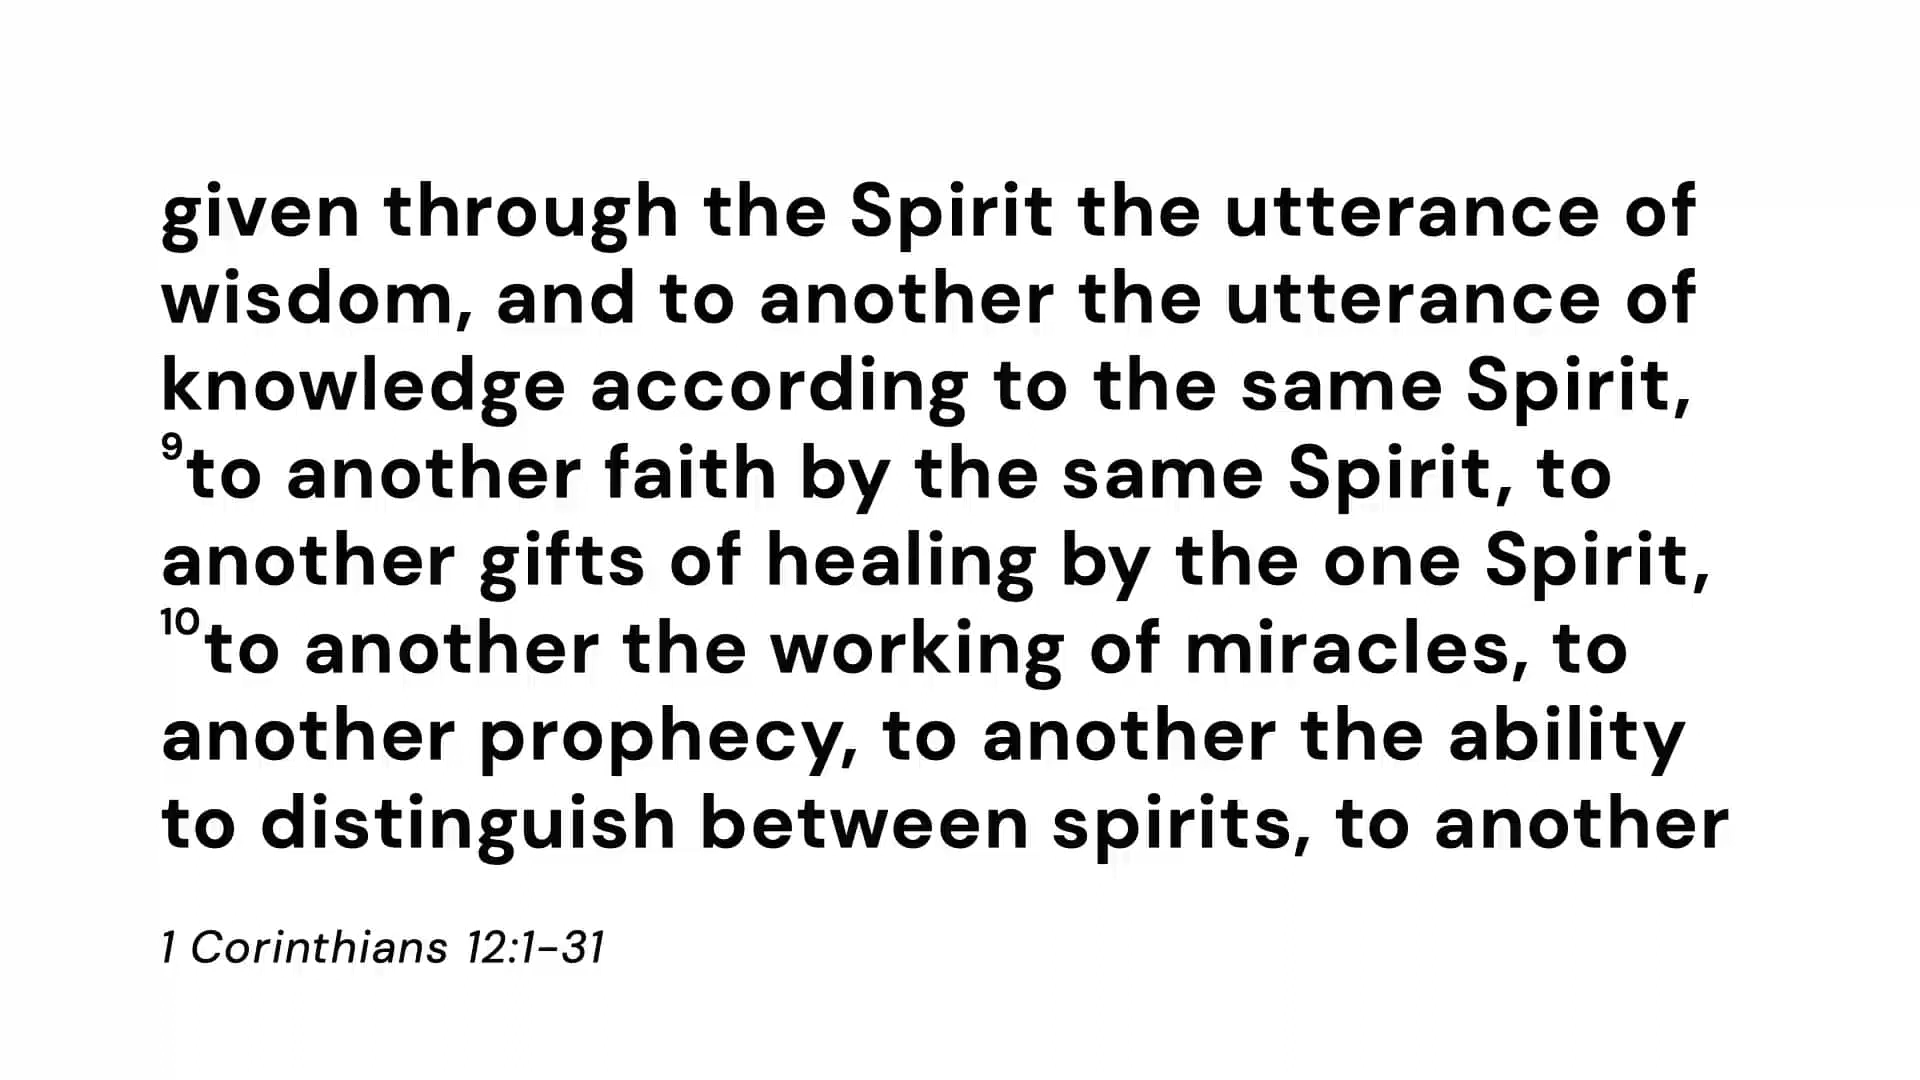 given through the Spirit the utterance of
wisdom, and to another the utterance of
knowledge according to the same Spirit,
⁹to another faith by the same Spirit, to
another gifts of healing by the one Spirit,
¹⁰to another the working of miracles, to
another prophecy, to another the ability
to distinguish between spirits, to another
1 Corinthians 12:1–31